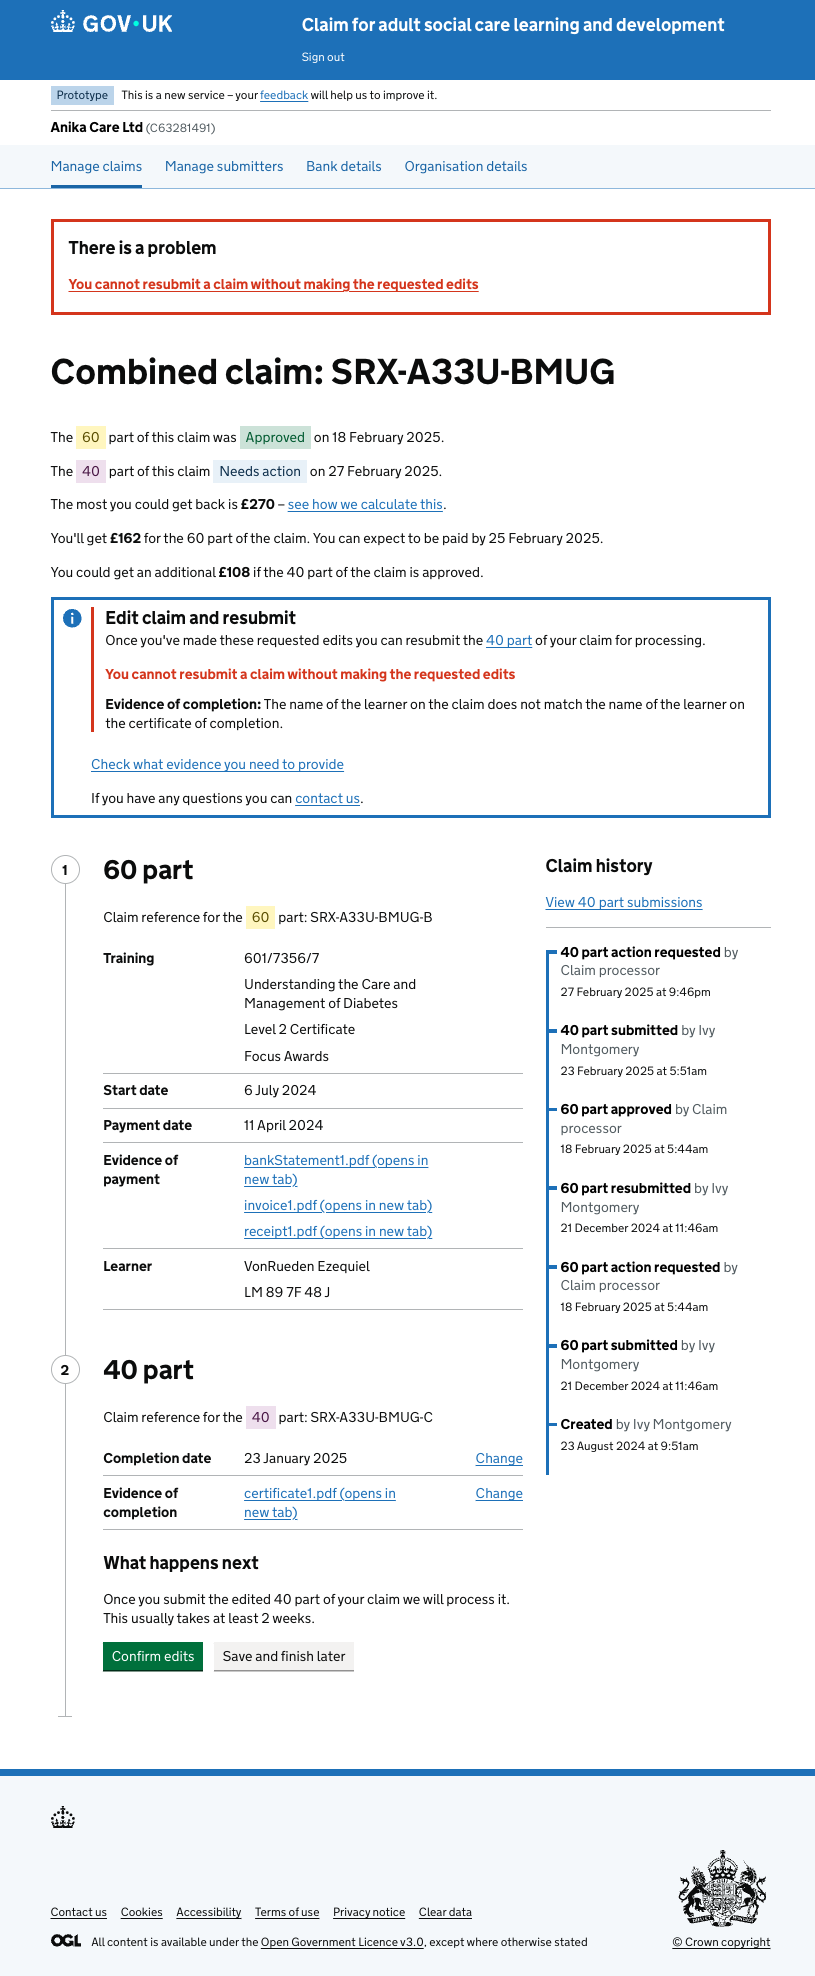 GOV·UK
Claim for adult social care learning and development
Sign out
Prototype This is a new service – your feedback will help us to improve it.
Anika Care Ltd (C63281491)
Manage claims Manage submitters Bank details Organisation details
There is a problem
You cannot resubmit a claim without making the requested edits
Combined claim: SRX-A33U-BMUG
The 60 part of this claim was Approved on 18 February 2025.
The 40 part of this claim Needs action on 27 February 2025.
The most you could get back is £270 – see how we calculate this.
You'll get £162 for the 60 part of the claim. You can expect to be paid by 25 February 2025.
You could get an additional £108 if the 40 part of the claim is approved.
Edit claim and resubmit
Once you've made these requested edits you can resubmit the 40 part of your claim for processing.
You cannot resubmit a claim without making the requested edits
Evidence of completion: The name of the learner on the claim does not match the name of the learner on
the certificate of completion.
Check what evidence you need to provide
If you have any questions you can contact us.
1
60 part
Claim reference for the 60 part: SRX-A33U-BMUG-B
Training 601/7356/7
Understanding the Care and
Management of Diabetes
Level 2 Certificate
Focus Awards
Start date 6 July 2024
Payment date 11 April 2024
Evidence of
payment
bankStatement1.pdf (opens in
new tab)
invoice1.pdf (opens in new tab)
receipt1.pdf (opens in new tab)
Learner VonRueden Ezequiel
LM 89 7F 48 J
2
40 part
Claim reference for the 40 part: SRX-A33U-BMUG-C
Completion date 23 January 2025 Change
Evidence of
completion
certificate1.pdf (opens in
new tab)
Change
What happens next
Once you submit the edited 40 part of your claim we will process it.
This usually takes at least 2 weeks.
Confirm edits Save and finish later
Claim history
View 40 part submissions
40 part action requested by
Claim processor
27 February 2025 at 9:46pm
40 part submitted by Ivy
Montgomery
23 February 2025 at 5:51am
60 part approved by Claim
processor
18 February 2025 at 5:44am
60 part resubmitted by Ivy
Montgomery
21 December 2024 at 11:46am
60 part action requested by
Claim processor
18 February 2025 at 5:44am
60 part submitted by Ivy
Montgomery
21 December 2024 at 11:46am
Created by Ivy Montgomery
23 August 2024 at 9:51am
Contact us Cookies Accessibility Terms of use Privacy notice Clear data
OGL All content is available under the Open Government Licence v3.0, except where otherwise stated
© Crown copyright